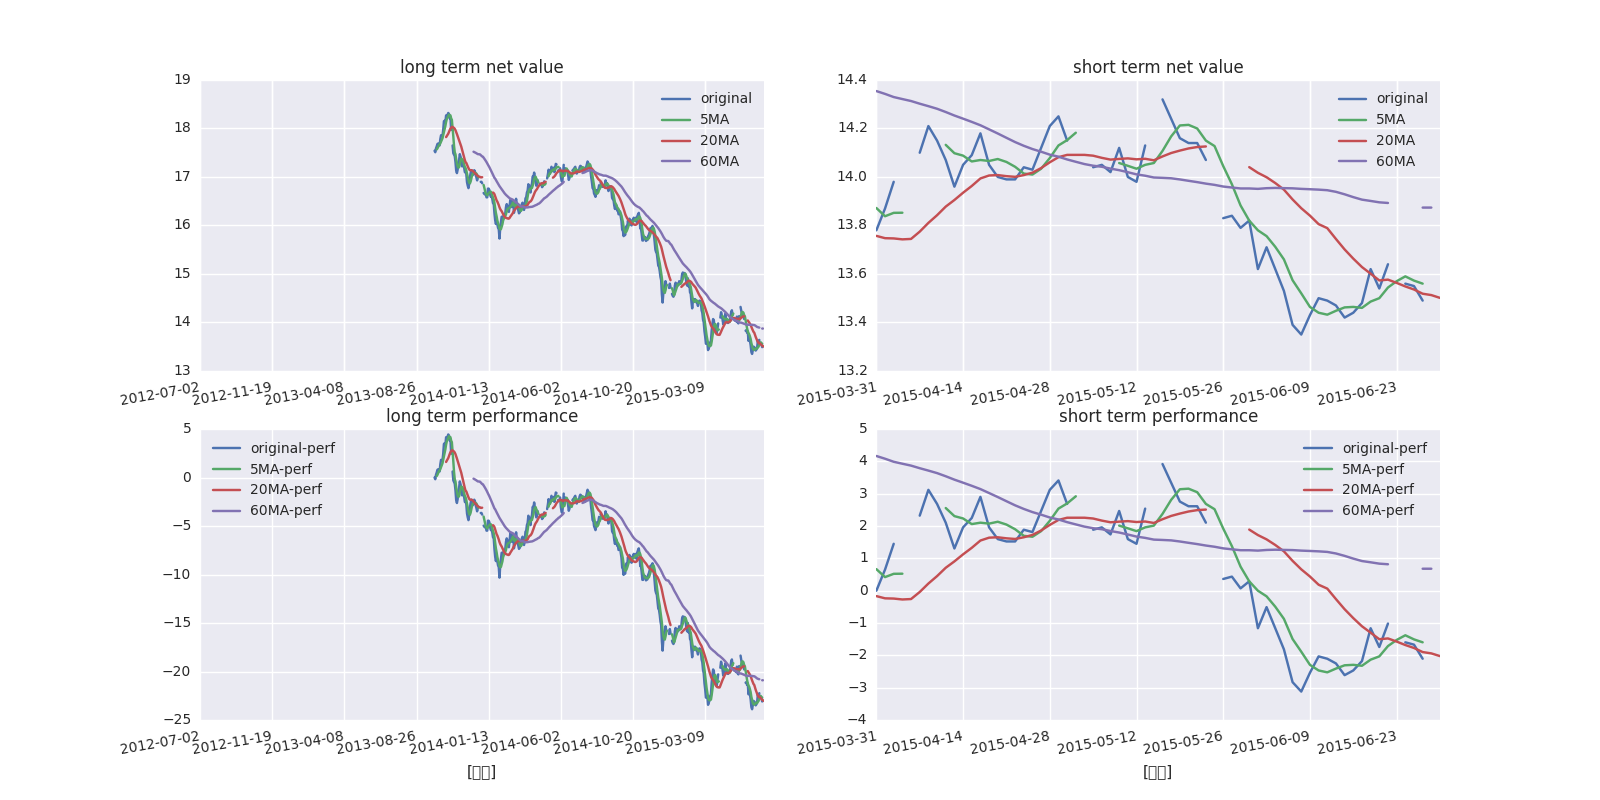 long term net value
19
18
17
16
15
14
13
original
5MA
20MA
60MA
2012-07-02 2012-11-19 2013-04-08 2013-08-26 2014-01-13 2014-06-02 2014-10-20 2015-03-09
short term net value
14.4
14.2
14.0
13.8
13.6
13.4
13.2
original
5MA
20MA
60MA
2015-03-31 2015-04-14 2015-04-28 2015-05-12 2015-05-26 2015-06-09 2015-06-23
long term performance
5
0
−5
−10
−15
−20
−25
original-perf
5MA-perf
20MA-perf
60MA-perf
2012-07-02 2012-11-19 2013-04-08 2013-08-26 2014-01-13 2014-06-02 2014-10-20 2015-03-09
[▯▯]
short term performance
5
4
3
2
1
0
−1
−2
−3
−4
original-perf
5MA-perf
20MA-perf
60MA-perf
2015-03-31 2015-04-14 2015-04-28 2015-05-12 2015-05-26 2015-06-09 2015-06-23
[▯▯]